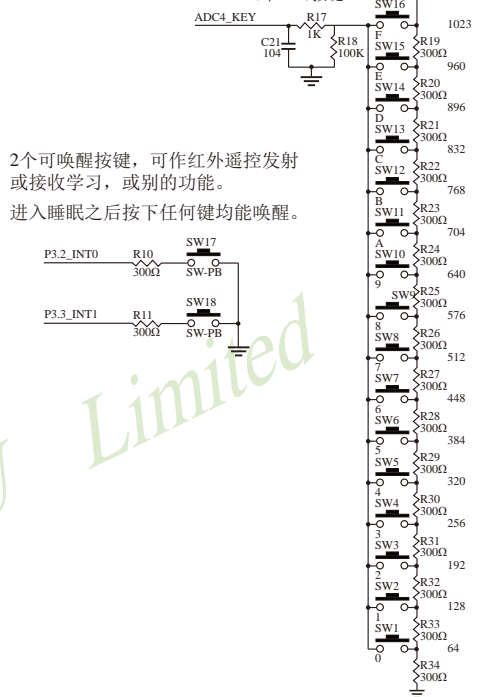 SW16
ADC4_KEY
R17
1K
C21
104
R18
100K
F
1023
SW15
R19
300Ω
E
960
SW14
R20
300Ω
D
896
SW13
R21
300Ω
C
832
SW12
R22
300Ω
B
768
SW11
R23
300Ω
A
704
SW10
R24
300Ω
9
640
SW9
R25
300Ω
8
576
SW8
R26
300Ω
7
512
SW7
R27
300Ω
6
448
SW6
R28
300Ω
5
384
SW5
R29
300Ω
4
320
SW4
R30
300Ω
3
256
SW3
R31
300Ω
2
192
SW2
R32
300Ω
1
128
SW1
R33
300Ω
0
64
R34
300Ω
2个可唤醒按键，可作红外遥控发射
或接收学习，或别的功能。
进入睡眠之后按下任何键均能唤醒。
P3.2_INT0
R10
300Ω
SW17
SW-PB
P3.3_INT1
R11
300Ω
SW18
SW-PB
Limited